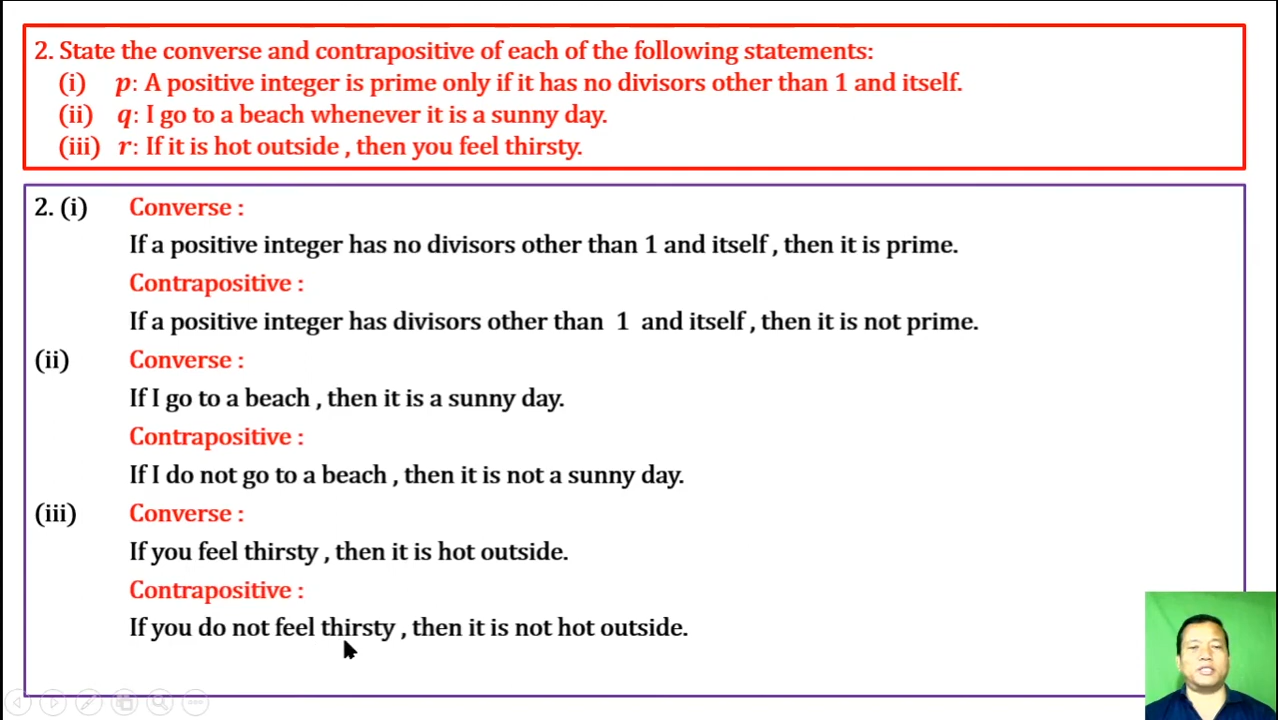 2. State the converse and contrapositive of each of the following statements:
(i) p: A positive integer is prime only if it has no divisors other than 1 and itself.
(ii) q: I go to a beach whenever it is a sunny day.
(iii) r: If it is hot outside , then you feel thirsty.
2. (i) Converse :
If a positive integer has no divisors other than 1 and itself , then it is prime.
Contrapositive :
If a positive integer has divisors other than 1 and itself , then it is not prime.
(ii) Converse :
If I go to a beach , then it is a sunny day.
Contrapositive :
If I do not go to a beach , then it is not a sunny day.
(iii) Converse :
If you feel thirsty , then it is hot outside.
Contrapositive :
If you do not feel thirsty , then it is not hot outside.